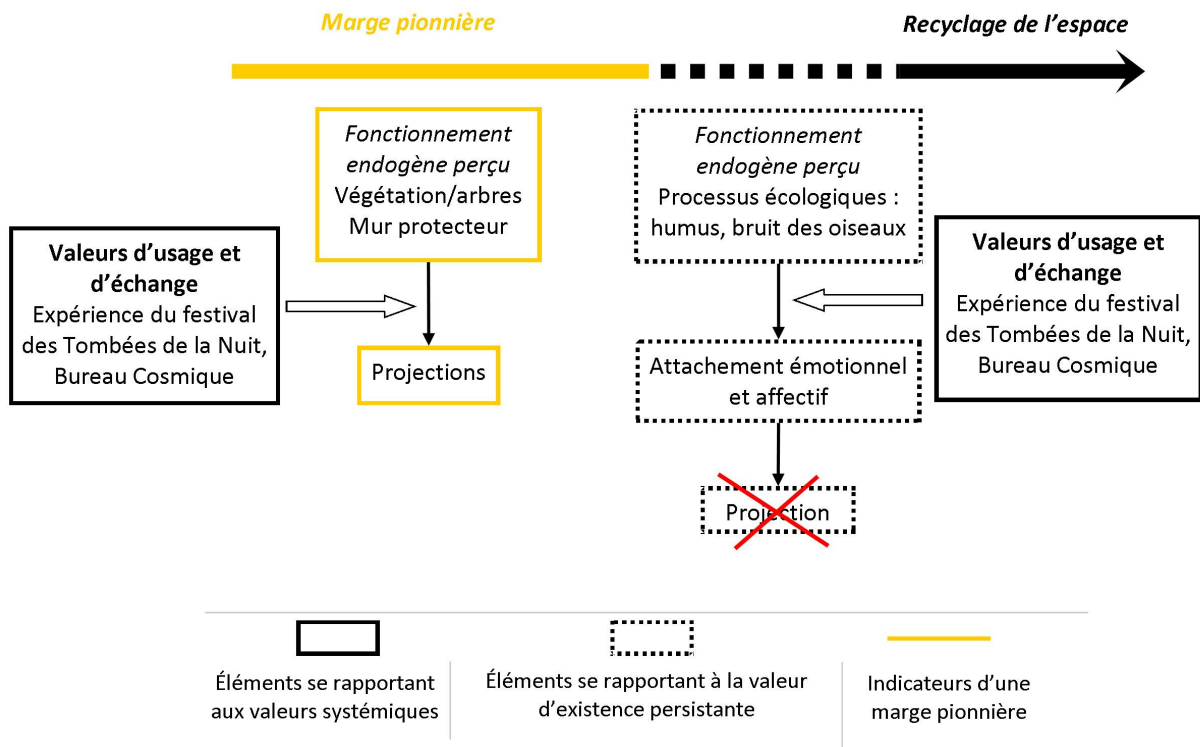 Marge pionnière
Recyclage de l’espace
Fonctionnement
endogène perçu
Végétation/arbres
Mur protecteur
Valeurs d’usage et
d’échange
Expérience du festival
des Tombées de la Nuit,
Bureau Cosmique
Projections
Fonctionnement
endogène perçu
Processus écologiques :
humus, bruit des oiseaux
Valeurs d’usage et
d’échange
Expérience du festival
des Tombées de la Nuit,
Bureau Cosmique
Attachement émotionnel
et affectif
Projection
Éléments se rapportant
aux valeurs systémiques
Éléments se rapportant à la valeur
d’existence persistante
Indicateurs d’une
marge pionnière